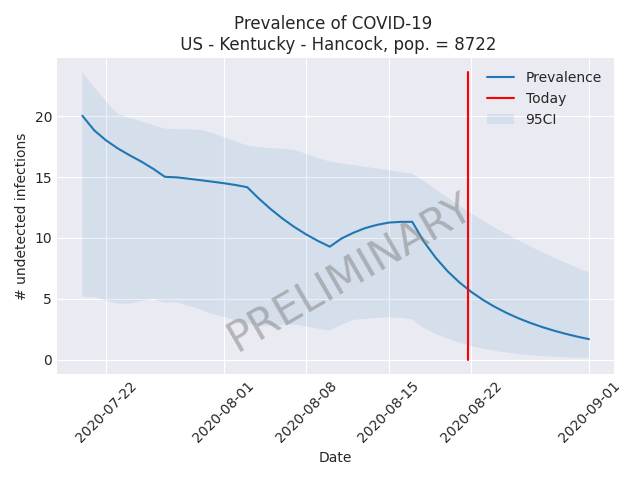 Prevalence of COVID-19
US - Kentucky - Hancock, pop. = 8722
Prevalence
Today
95CI
# undetected infections
20
15
10
5
0
PRELIMINARY
2020-07-22
2020-08-01
2020-08-08
2020-08-15
2020-08-22
2020-09-01
Date